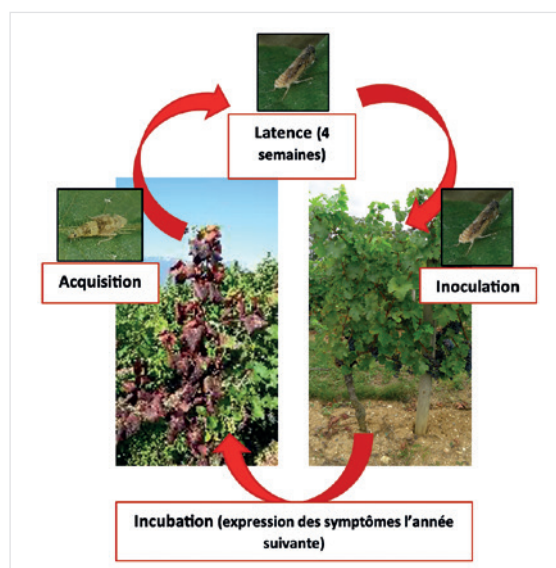 Latence (4
semaines)
Acquisition
Inoculation
Incubation (expression des symptômes l'année
suivante)